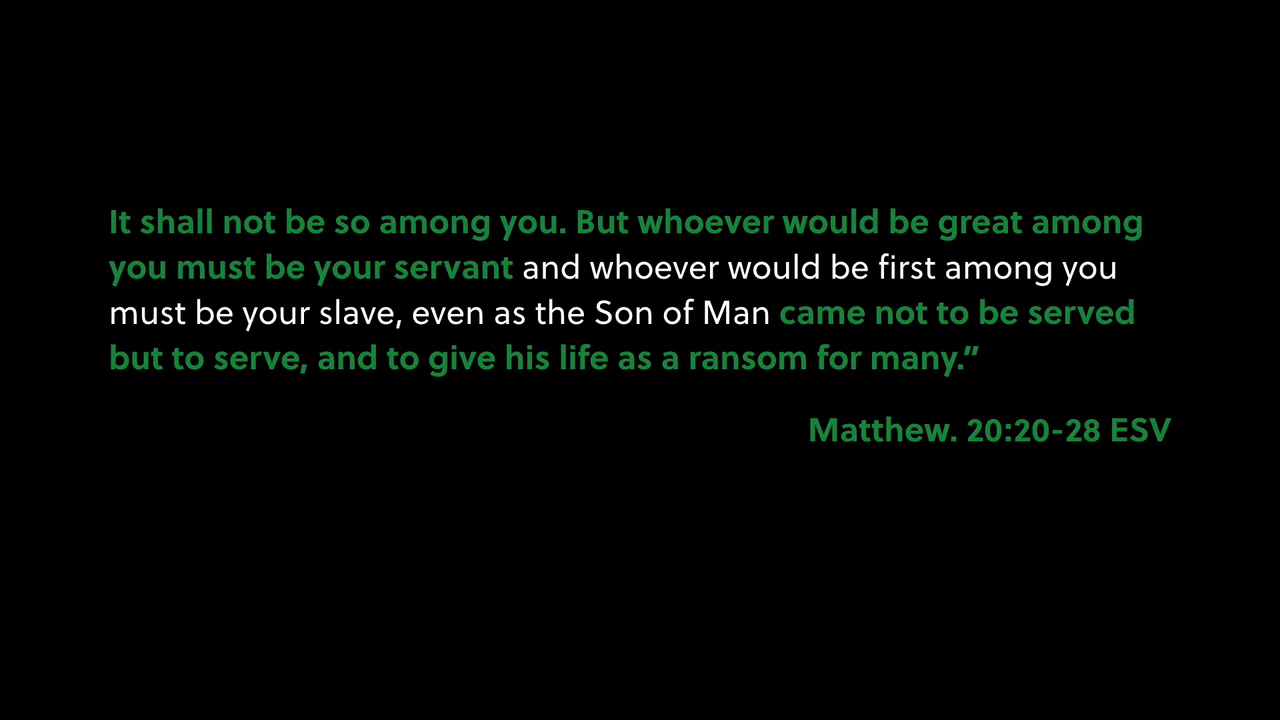 It shall not be so among you. But whoever would be great among
you must be your servant and whoever would be first among you
must be your slave, even as the Son of Man came not to be served
but to serve, and to give his life as a ransom for many.”
Matthew. 20:20-28 ESV